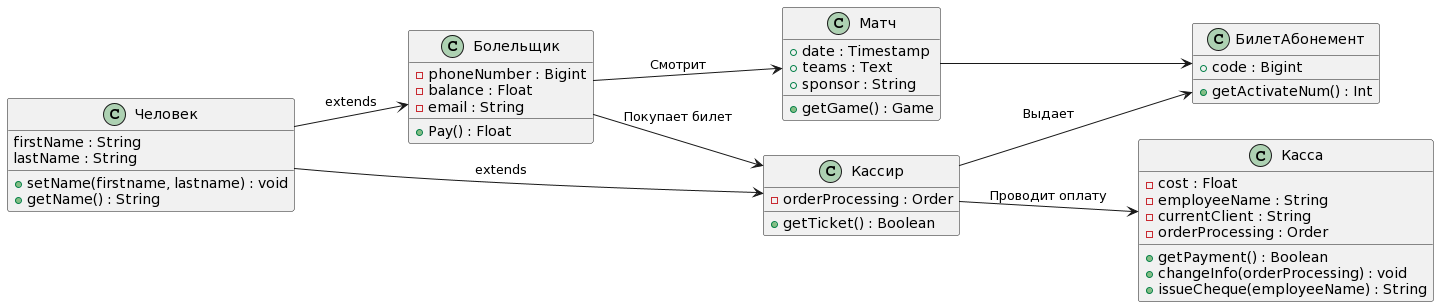 C Человек
firstName : String
lastName : String
setName(firstname, lastname) : void
getName() : String
extends
extends
C Болельщик
phoneNumber : Bigint
balance : Float
email : String
Pay() : Float
Смотрит
Покупает билет
C Матч
date : Timestamp
teams : Text
sponsor : String
getGame() : Game
C Кассир
orderProcessing : Order
getTicket() : Boolean
Выдает
Проводит оплату
C БилетАбонемент
code : Bigint
getActivateNum() : Int
C Касса
cost : Float
employeeName : String
currentClient : String
orderProcessing : Order
getPayment() : Boolean
changeInfo(orderProcessing) : void
issueCheque(employeeName) : String